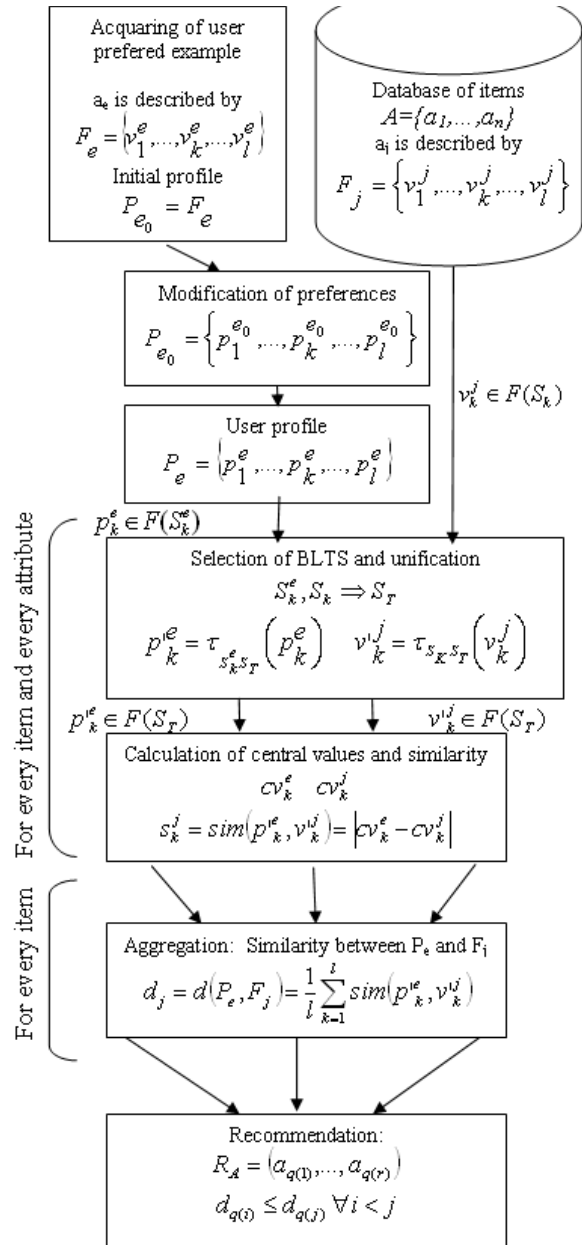 Acquaring of user
prefered example
a_e is described by
F_e = {v_1^e,...,v_k^e,...,v_l^e}
Initial profile
P_{e_0} = F_e
Database of items
A={a_1,...,a_n}
a_j is described by
F_j = {v_1^j,...,v_k^j,...,v_l^j}
Modification of preferences
P_{e_0} = {p_1^{e_0},...,p_k^{e_0},...,p_l^{e_0}}
v_k^j ∈ F(S_k)
User profile
P_e = {p_1^e,...,p_k^e,...,p_l^e}
For every item and every attribute
p_k^e ∈ F(S_k^e)
Selection of BLTS and unification
S_k^e, S_k ⇒ S_T
p'_k^e = τ_{S_k^e S_T}(p_k^e) v'_k^j = τ_{S_K S_T}(v_k^j)
p'_k^e ∈ F(S_T) v'_k^j ∈ F(S_T)
Calculation of central values and similarity
cv_k^e cv_k^j
s_k^j = sim(p'_k^e, v'_k^j) = |cv_k^e − cv_k^j|
For every item
Aggregation: Similarity between P_e and F_j
d_j = d(P_e, F_j) = \frac{1}{l} \sum_{k=1}^{l} sim(p'_k^e, v'_k^j)
Recommendation:
R_A = (a_{q(1)},..., a_{q(r)})
d_{q(i)} ≤ d_{q(j)} ∀i < j